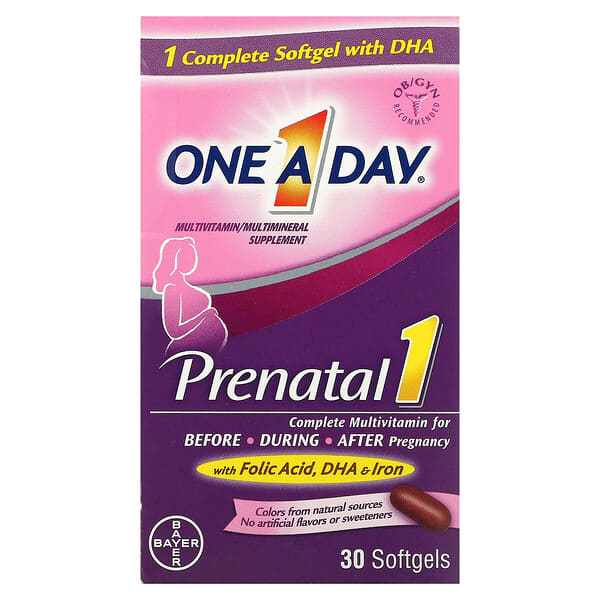 1 Complete Softgel with DHA
OB/GYN
RECOMMENDED
ONE A DAY®
1
MULTIVITAMIN/MULTIMINERAL
SUPPLEMENT
Prenatal 1
Complete Multivitamin for
BEFORE • DURING • AFTER Pregnancy
with Folic Acid, DHA & Iron
Colors from natural sources
No artificial flavors or sweeteners
BAYER
BAYER
30 Softgels